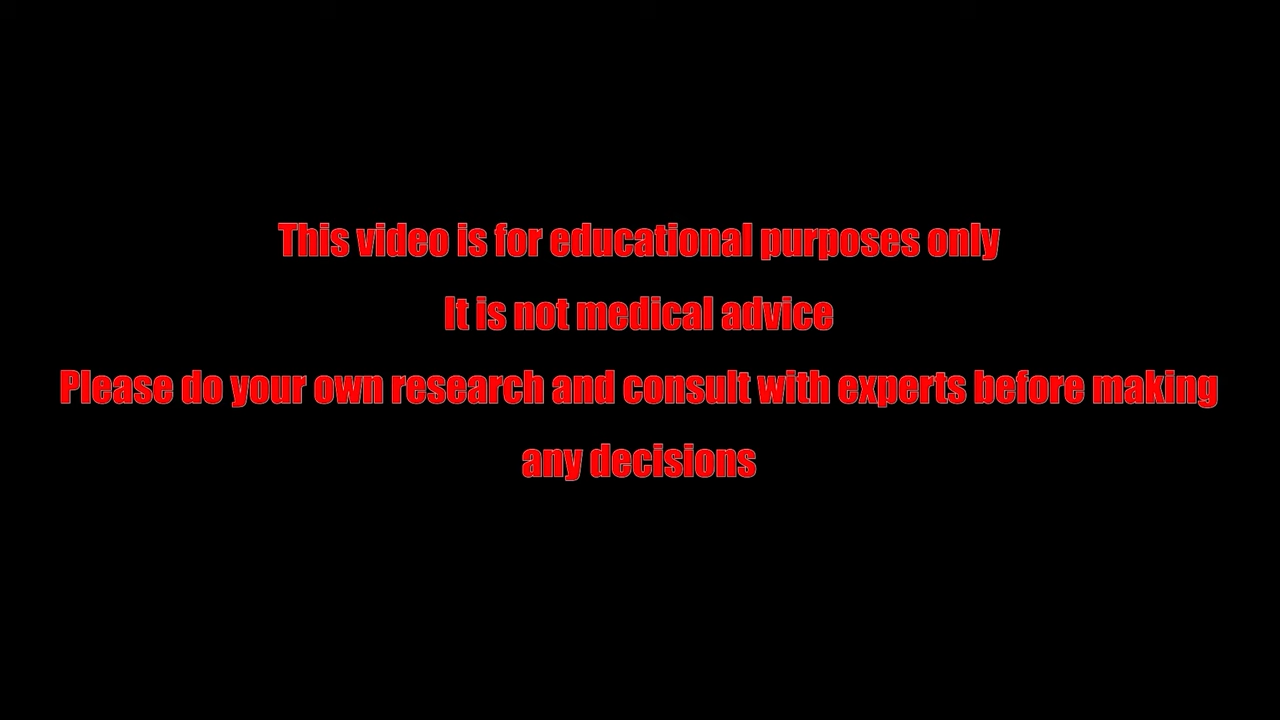 This video is for educational purposes only
It is not medical advice
Please do your own research and consult with experts before making
any decisions